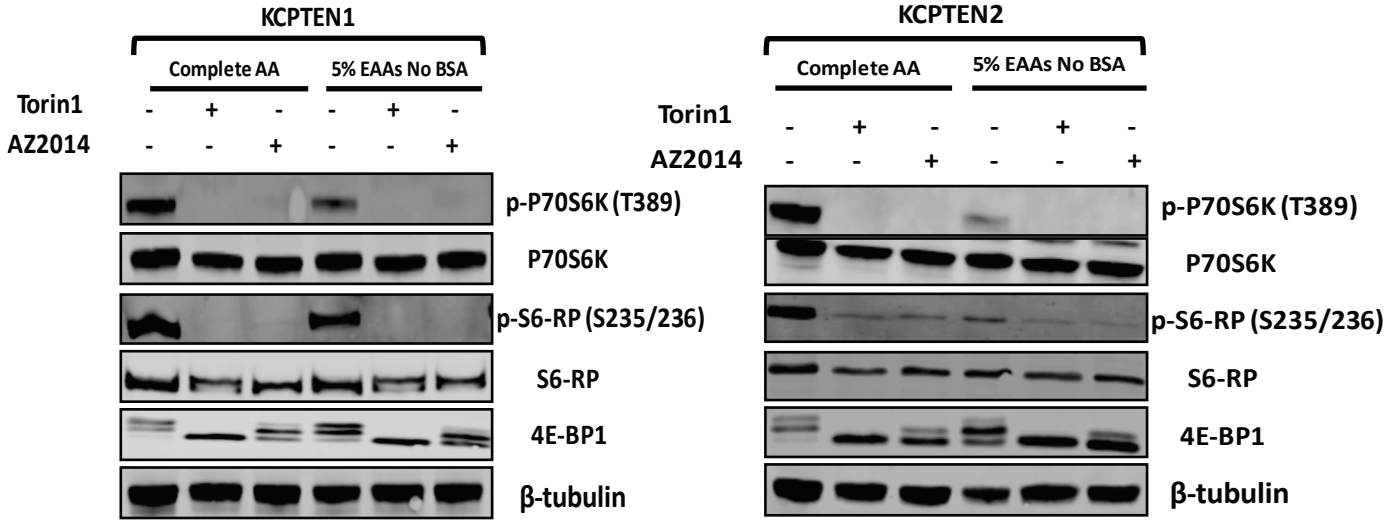 KCPTEN1
Complete AA 5% EAAs No BSA
Torin1 - + - - + -
AZ2014 - - + - - +
p-P70S6K (T389)
P70S6K
p-S6-RP (S235/236)
S6-RP
4E-BP1
β-tubulin
KCPTEN2
Complete AA 5% EAAs No BSA
Torin1 - + - - + -
AZ2014 - - + - - +
p-P70S6K (T389)
P70S6K
p-S6-RP (S235/236)
S6-RP
4E-BP1
β-tubulin